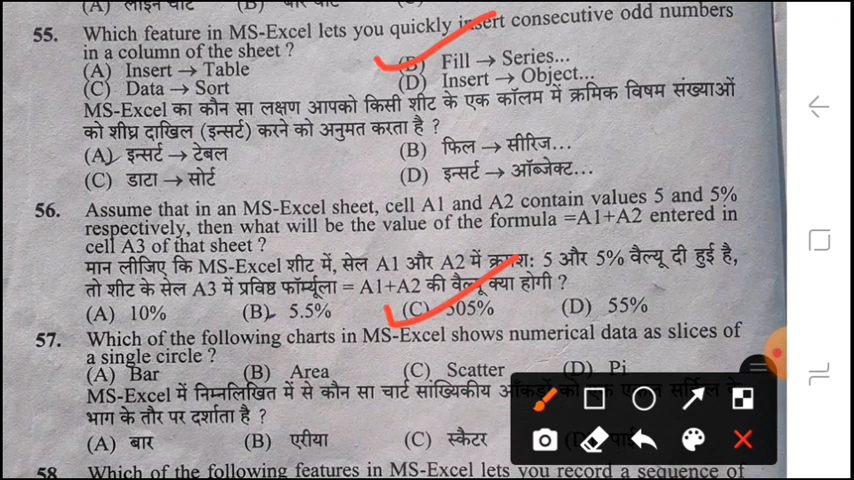 (A) लाइन चार्ट (B) बार चार्ट
55. Which feature in MS-Excel lets you quickly insert consecutive odd numbers
in a column of the sheet ?
(A) Insert → Table (B) Fill → Series...
(C) Data → Sort (D) Insert → Object...
MS-Excel का कौन सा लक्षण आपको किसी शीट के एक कॉलम में क्रमिक विषम संख्याओं
को शीघ्र दाखिल (इन्सर्ट) करने को अनुमत करता है ?
(A) इन्सर्ट → टेबल (B) फिल → सीरिज...
(C) डाटा → सोर्ट (D) इन्सर्ट → ऑब्जेक्ट...
56. Assume that in an MS-Excel sheet, cell A1 and A2 contain values 5 and 5%
respectively, then what will be the value of the formula =A1+A2 entered in
cell A3 of that sheet ?
मान लीजिए कि MS-Excel शीट में, सेल A1 और A2 में क्रमशः 5 और 5% वैल्यू दी हुई है,
तो शीट के सेल A3 में प्रविष्ठ फॉर्म्यूला = A1+A2 की वैल्यू क्या होगी ?
(A) 10% (B) 5.5% (C) 505% (D) 55%
57. Which of the following charts in MS-Excel shows numerical data as slices of
a single circle ?
(A) Bar (B) Area (C) Scatter (D) Pi
MS-Excel में निम्नलिखित में से कौन सा चार्ट सांख्यिकीय आँकड़ों को एक
भाग के तौर पर दर्शाता है ?
(A) बार (B) एरीया (C) स्कैटर
58 Which of the following features in MS-Excel lets you record a sequence of